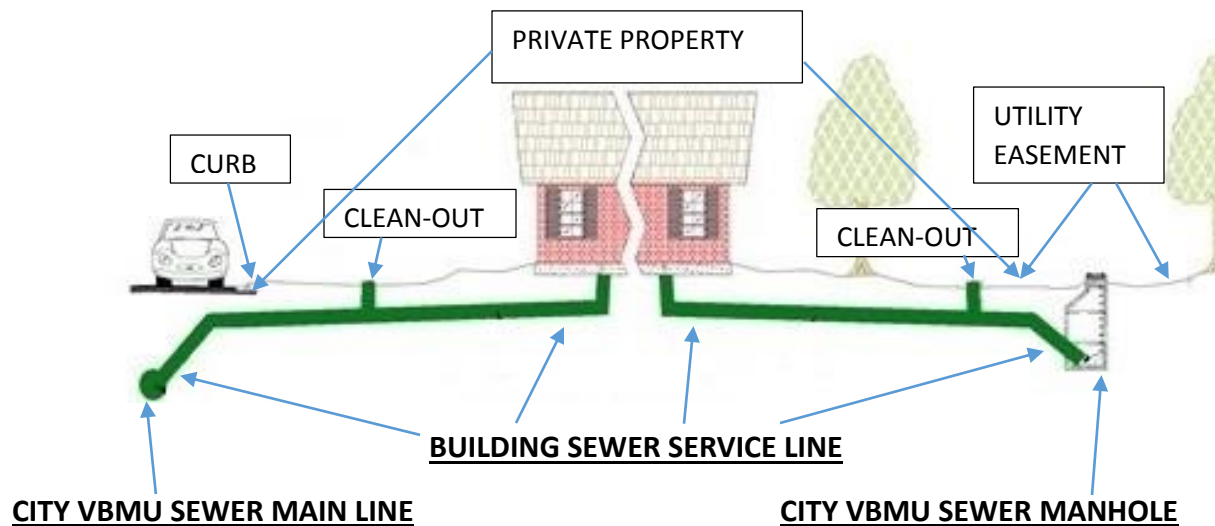 PRIVATE PROPERTY
CURB
CLEAN-OUT
UTILITY
EASEMENT
CLEAN-OUT
BUILDING SEWER SERVICE LINE
CITY VBMU SEWER MAIN LINE
CITY VBMU SEWER MANHOLE